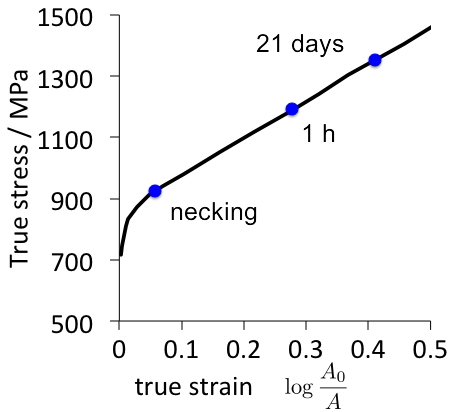 1500
1300
1100
900
700
500
True stress / MPa
21 days
1 h
necking
0 0.1 0.2 0.3 0.4 0.5
true strain log A₀/A